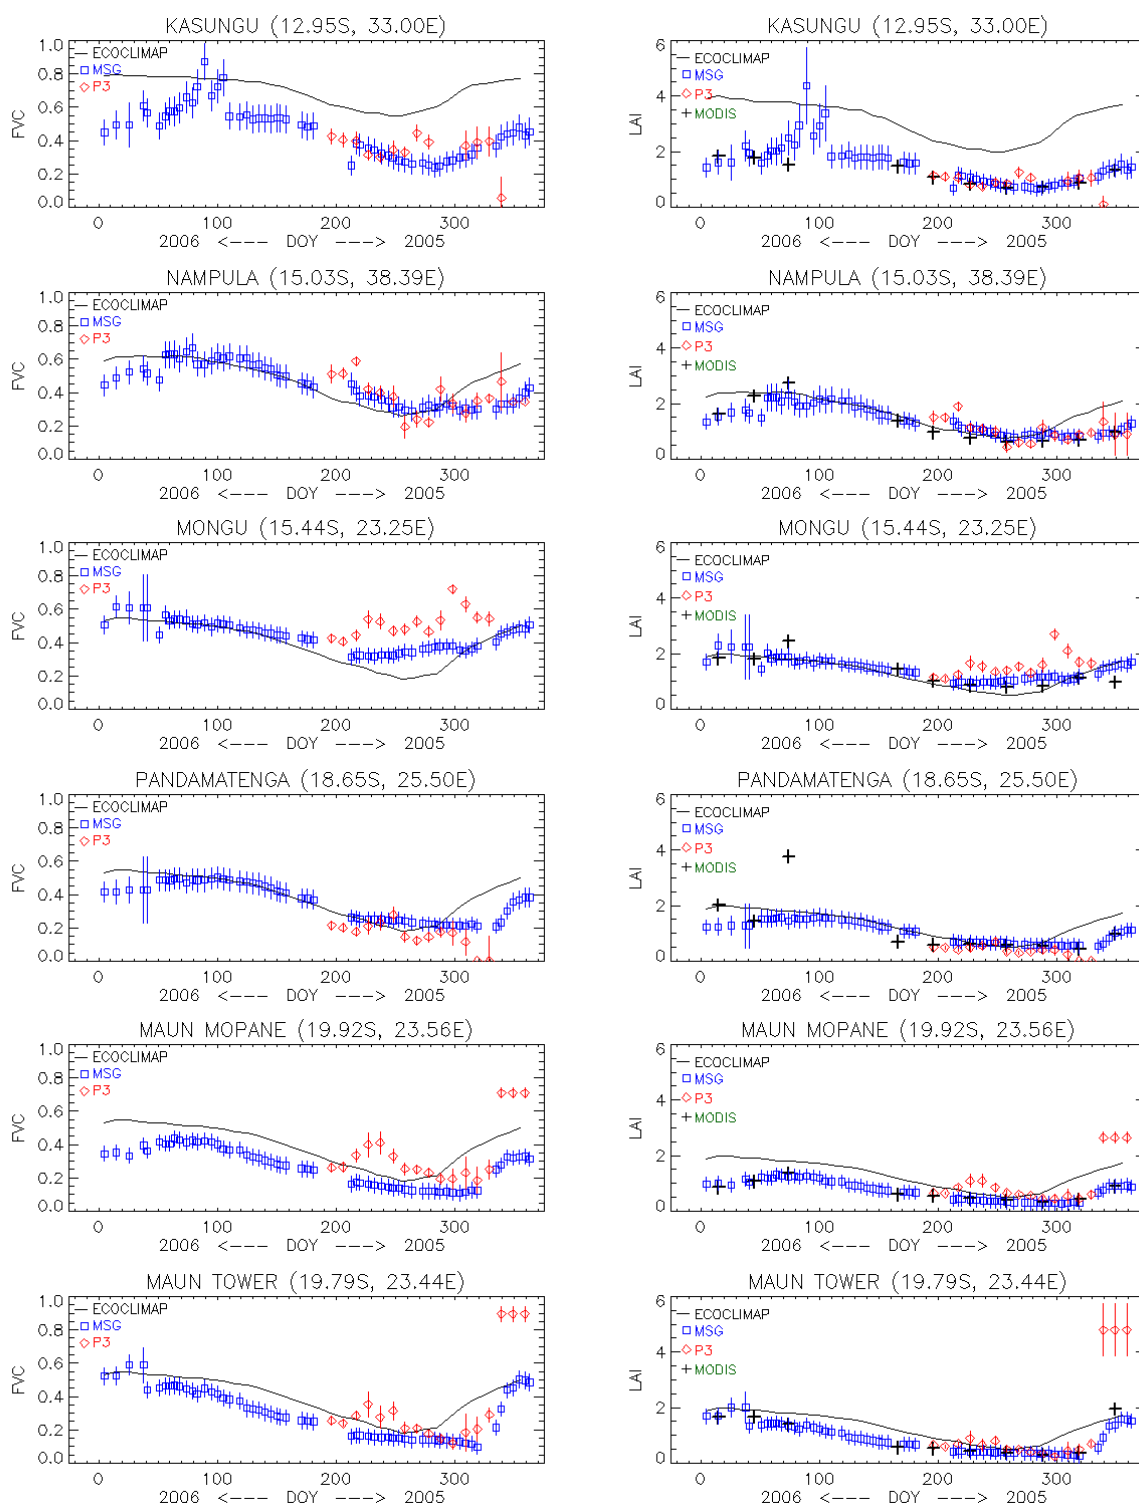 KASUNGU (12.95S, 33.00E)
1.0
0.8
0.6
0.4
0.2
0.0
FVC
ECOCLIMAP
MSG
P3
0 100 200 300
2006 <--- DOY ---> 2005
KASUNGU (12.95S, 33.00E)
6
4
2
0
LAI
ECOCLIMAP
MSG
P3
MODIS
0 100 200 300
2006 <--- DOY ---> 2005
NAMPULA (15.03S, 38.39E)
1.0
0.8
0.6
0.4
0.2
0.0
FVC
ECOCLIMAP
MSG
P3
0 100 200 300
2006 <--- DOY ---> 2005
NAMPULA (15.03S, 38.39E)
6
4
2
0
LAI
ECOCLIMAP
MSG
P3
MODIS
0 100 200 300
2006 <--- DOY ---> 2005
MONGU (15.44S, 23.25E)
1.0
0.8
0.6
0.4
0.2
0.0
FVC
ECOCLIMAP
MSG
P3
0 100 200 300
2006 <--- DOY ---> 2005
MONGU (15.44S, 23.25E)
6
4
2
0
LAI
ECOCLIMAP
MSG
P3
MODIS
0 100 200 300
2006 <--- DOY ---> 2005
PANDAMATENGA (18.65S, 25.50E)
1.0
0.8
0.6
0.4
0.2
0.0
FVC
ECOCLIMAP
MSG
P3
0 100 200 300
2006 <--- DOY ---> 2005
PANDAMATENGA (18.65S, 25.50E)
6
4
2
0
LAI
ECOCLIMAP
MSG
P3
MODIS
0 100 200 300
2006 <--- DOY ---> 2005
MAUN MOPANE (19.92S, 23.56E)
1.0
0.8
0.6
0.4
0.2
0.0
FVC
ECOCLIMAP
MSG
P3
0 100 200 300
2006 <--- DOY ---> 2005
MAUN MOPANE (19.92S, 23.56E)
6
4
2
0
LAI
ECOCLIMAP
MSG
P3
MODIS
0 100 200 300
2006 <--- DOY ---> 2005
MAUN TOWER (19.79S, 23.44E)
1.0
0.8
0.6
0.4
0.2
0.0
FVC
ECOCLIMAP
MSG
P3
0 100 200 300
2006 <--- DOY ---> 2005
MAUN TOWER (19.79S, 23.44E)
6
4
2
0
LAI
ECOCLIMAP
MSG
P3
MODIS
0 100 200 300
2006 <--- DOY ---> 2005